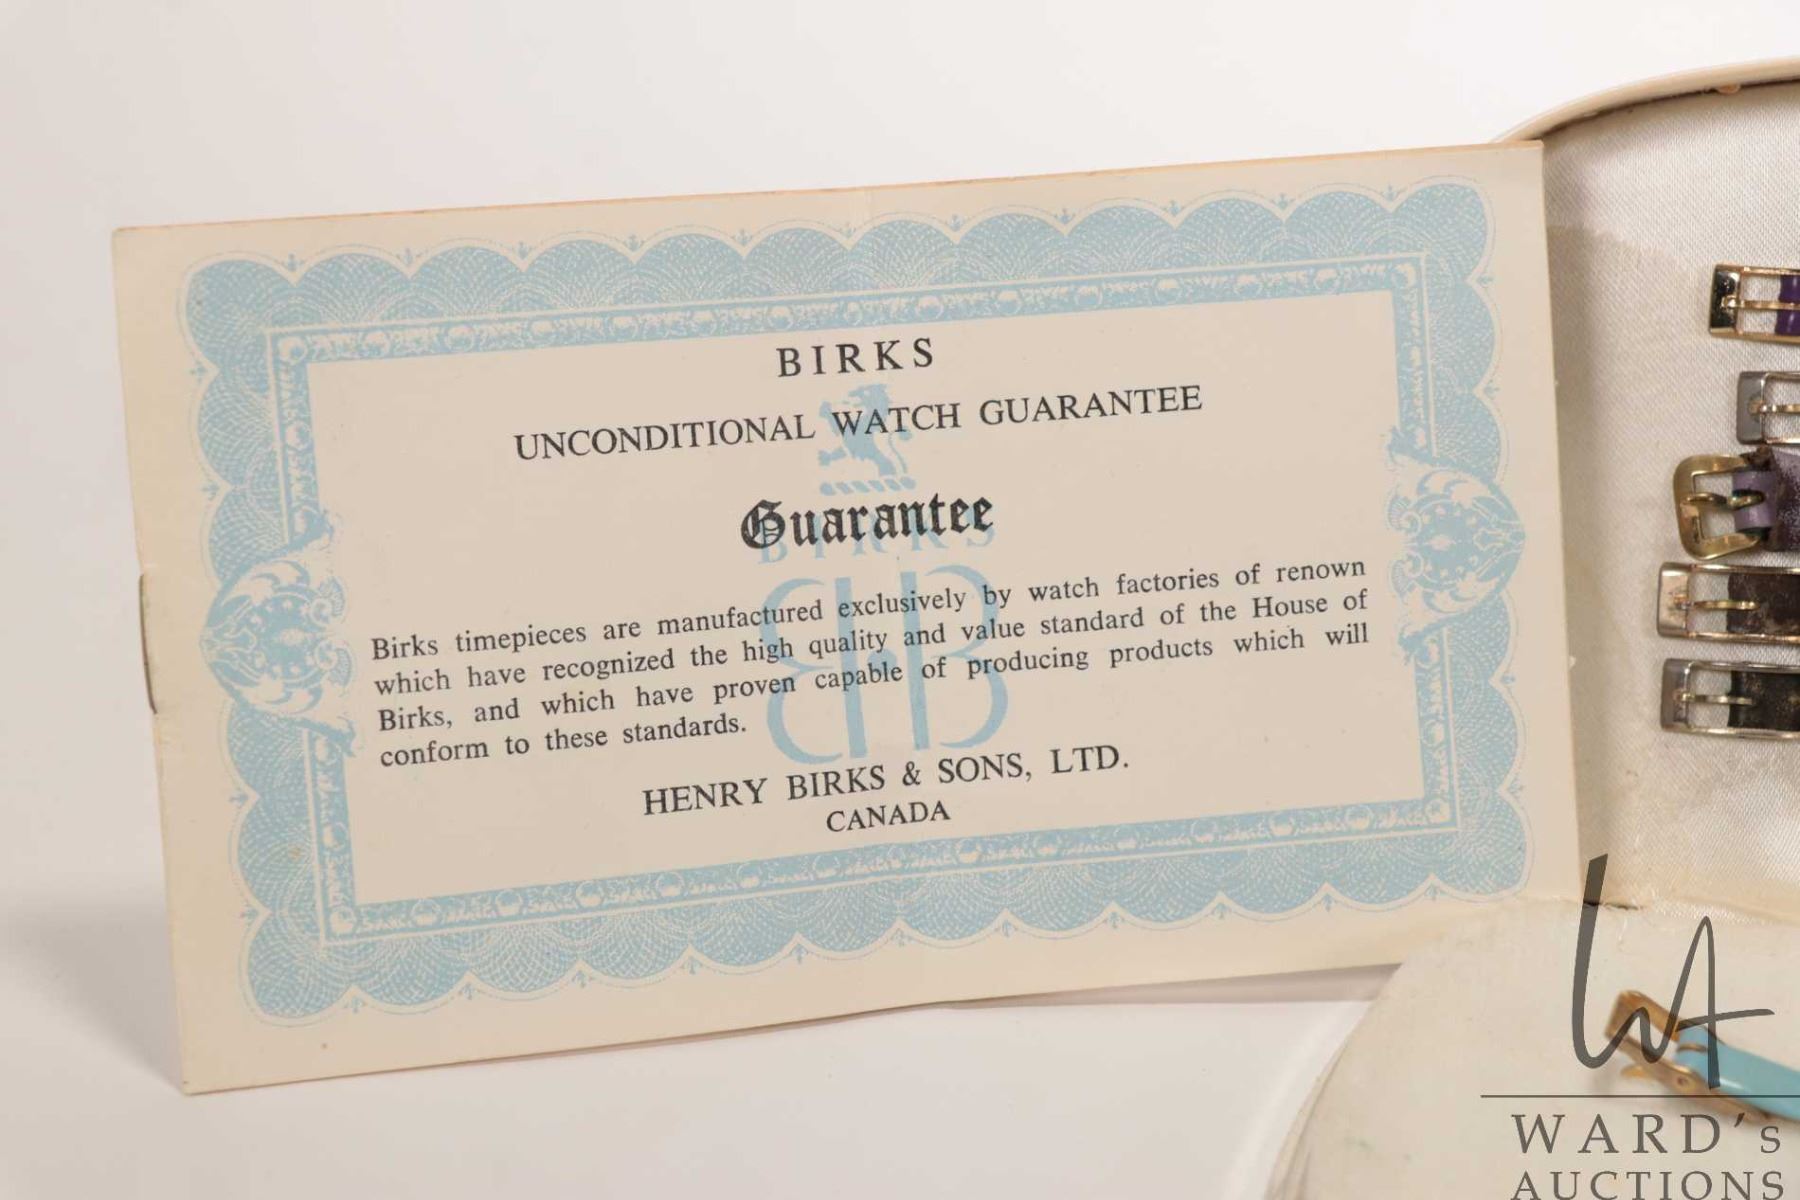 BIRKS
UNCONDITIONAL WATCH GUARANTEE
Guarantee
BIRKS
Birks timepieces are manufactured exclusively by watch factories of renown
which have recognized the high quality and value standard of the House of
Birks, and which have proven capable of producing products which will
conform to these standards.
HENRY BIRKS & SONS, LTD.
CANADA
WA
WARD's
AUCTIONS